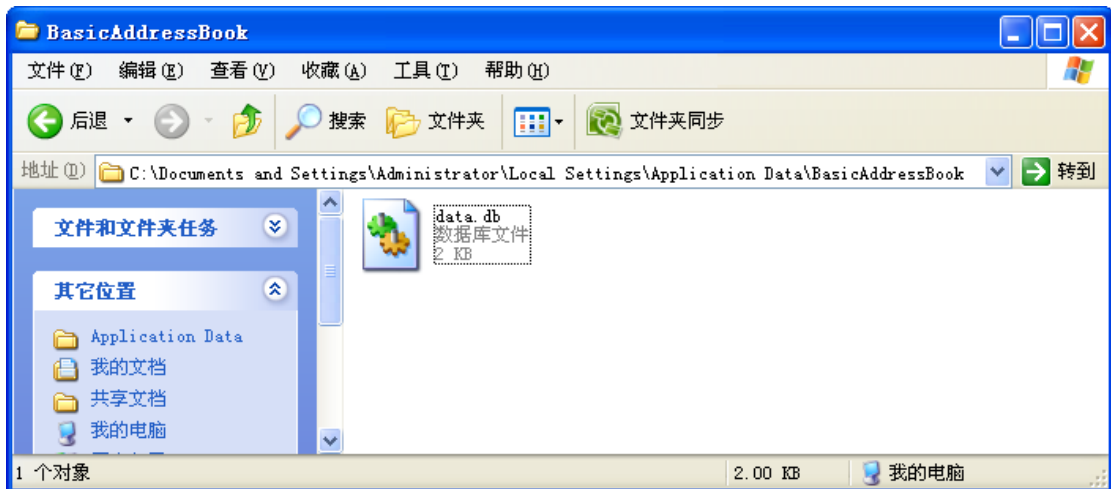 BasicAddressBook
文件(F) 编辑(E) 查看(V) 收藏(A) 工具(T) 帮助(H)
后退 搜索 文件夹 文件夹同步
地址(D) C:\Documents and Settings\Administrator\Local Settings\Application Data\BasicAddressBook 转到
文件和文件夹任务
data.db
数据库文件
2 KB
其它位置
Application Data
我的文档
共享文档
我的电脑
1 个对象 2.00 KB 我的电脑